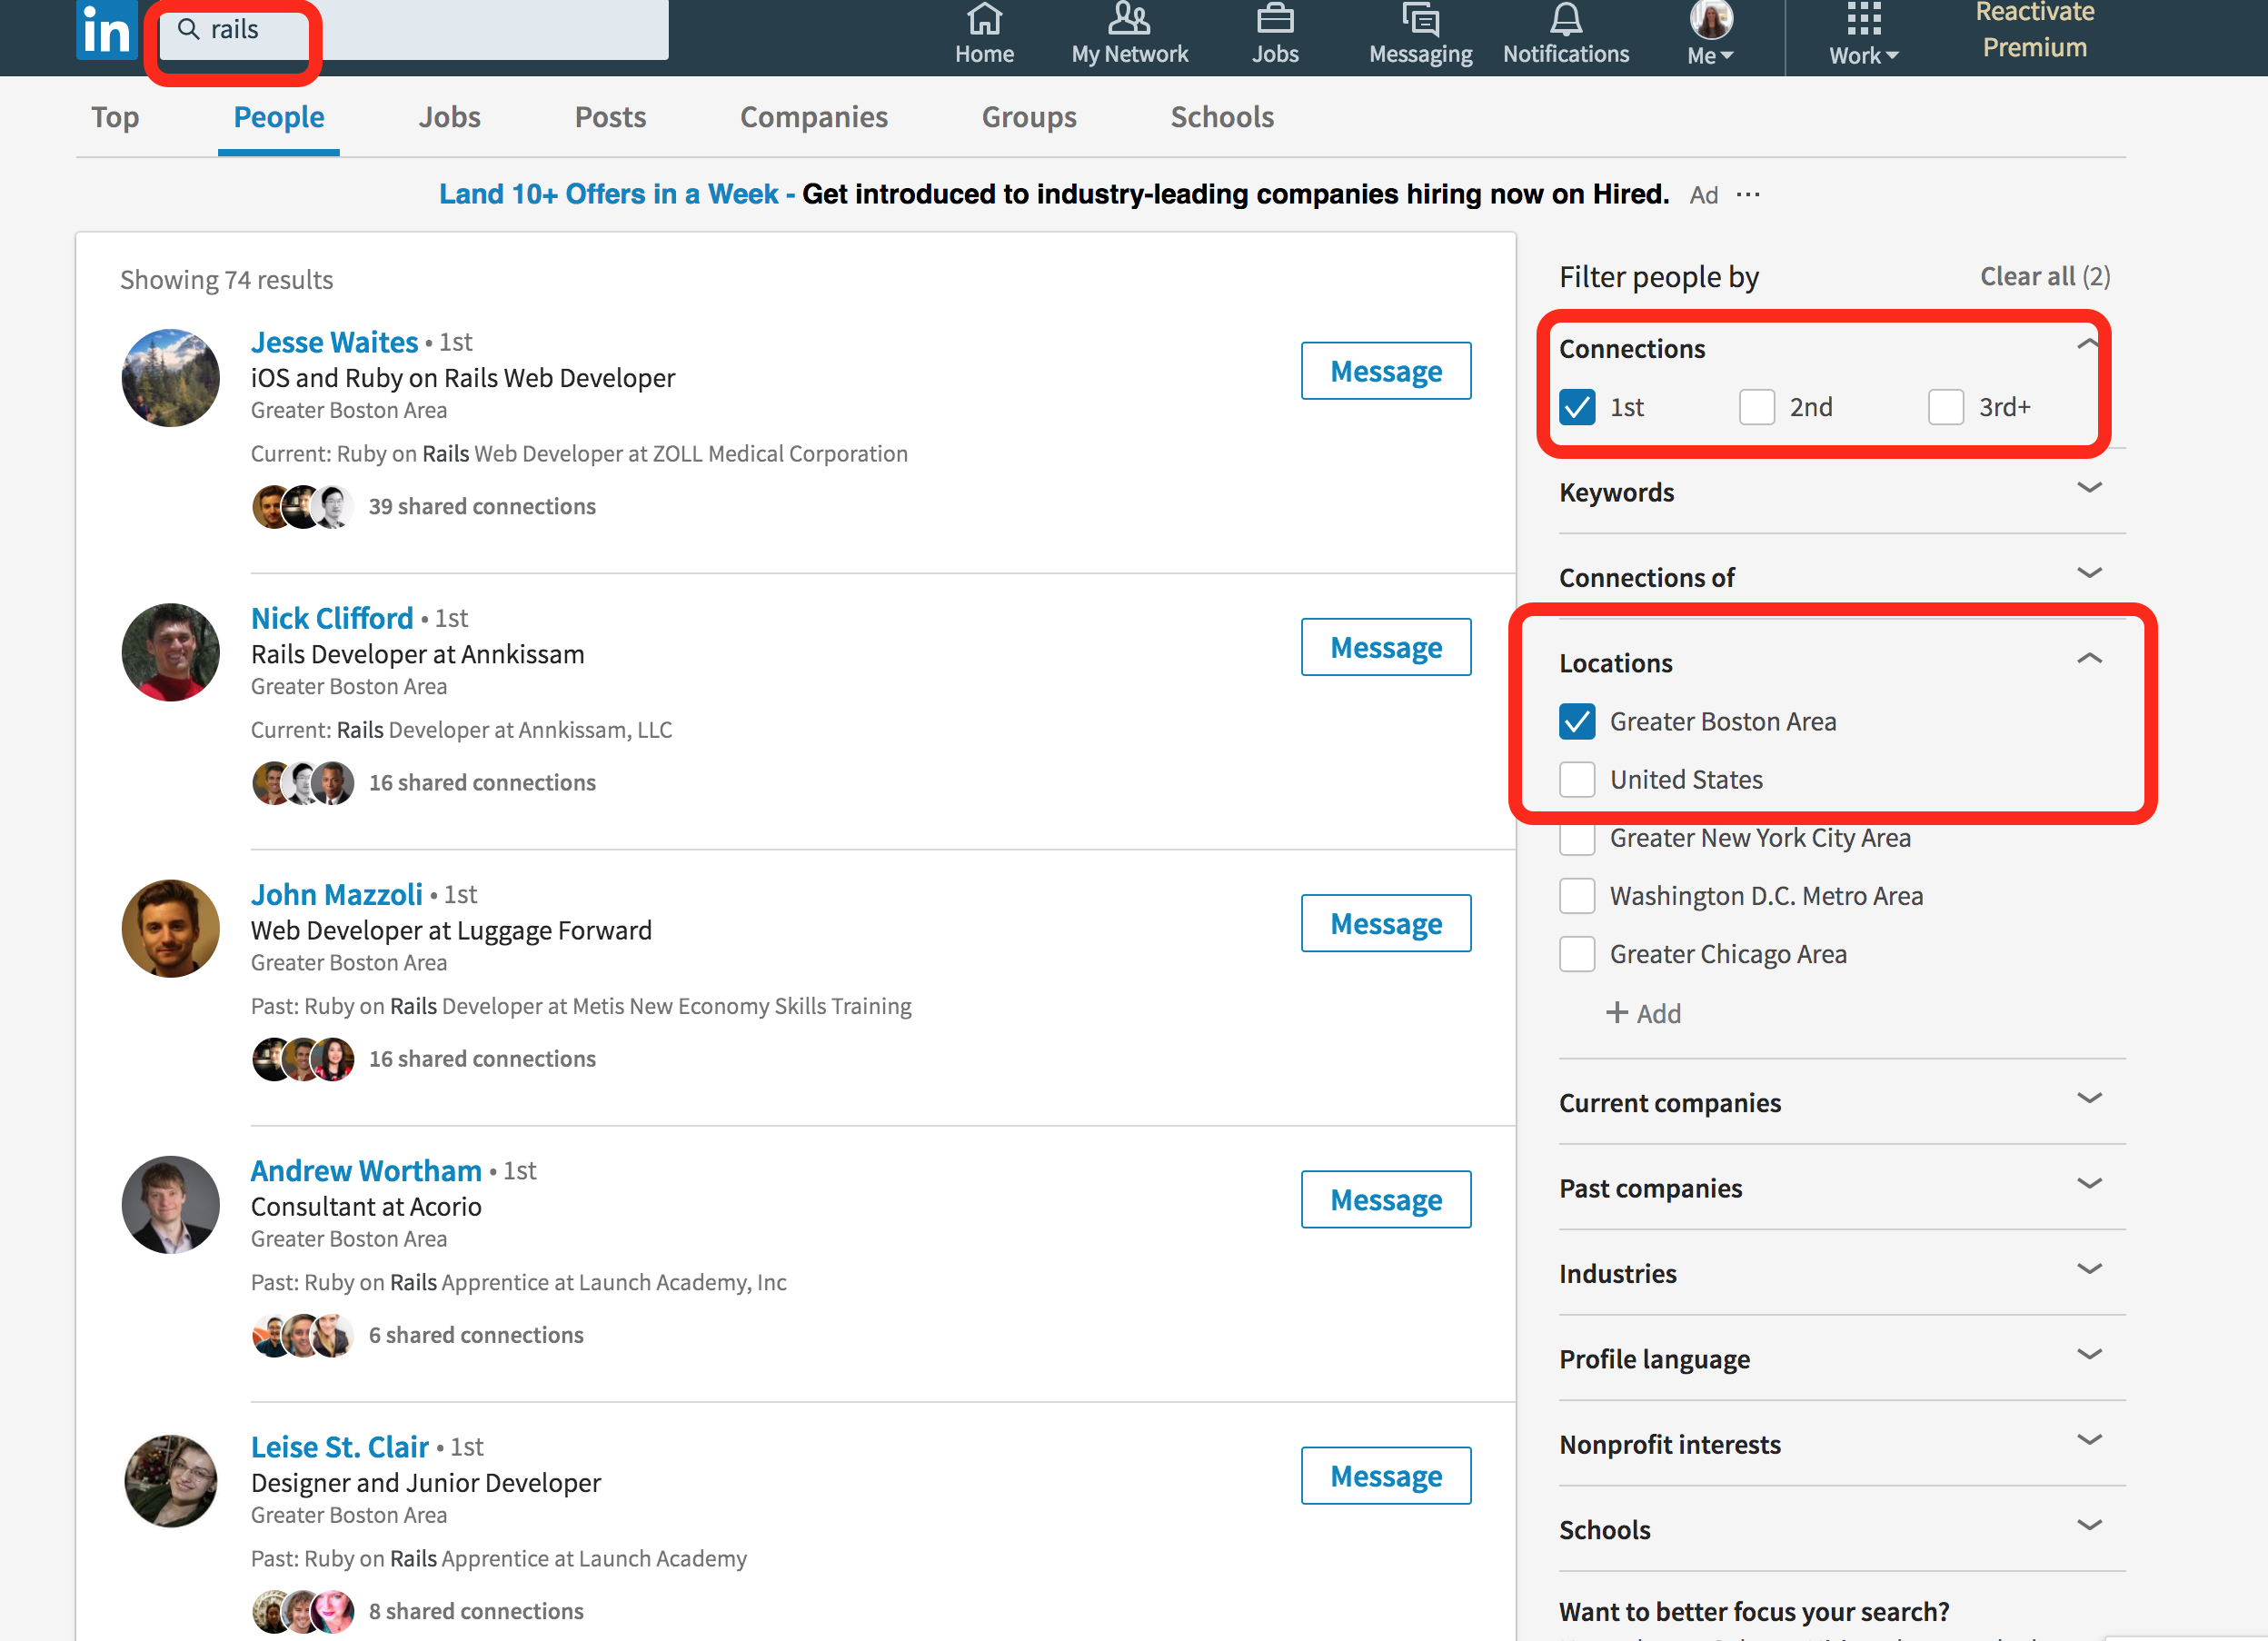 in
rails
Home
My Network
Jobs
Messaging
Notifications
Me
Work
Reactivate
Premium
Top
People
Jobs
Posts
Companies
Groups
Schools
Land 10+ Offers in a Week - Get introduced to industry-leading companies hiring now on Hired. Ad ···
Showing 74 results
Jesse Waites • 1st
iOS and Ruby on Rails Web Developer
Greater Boston Area
Current: Ruby on Rails Web Developer at ZOLL Medical Corporation
39 shared connections
Message
Nick Clifford • 1st
Rails Developer at Annkissam
Greater Boston Area
Current: Rails Developer at Annkissam, LLC
16 shared connections
Message
John Mazzoli • 1st
Web Developer at Luggage Forward
Greater Boston Area
Past: Ruby on Rails Developer at Metis New Economy Skills Training
16 shared connections
Message
Andrew Wortham • 1st
Consultant at Acorio
Greater Boston Area
Past: Ruby on Rails Apprentice at Launch Academy, Inc
6 shared connections
Message
Leise St. Clair • 1st
Designer and Junior Developer
Greater Boston Area
Past: Ruby on Rails Apprentice at Launch Academy
8 shared connections
Message
Filter people by
Clear all (2)
Connections
1st
2nd
3rd+
Keywords
Connections of
Locations
Greater Boston Area
United States
Greater New York City Area
Washington D.C. Metro Area
Greater Chicago Area
+ Add
Current companies
Past companies
Industries
Profile language
Nonprofit interests
Schools
Want to better focus your search?